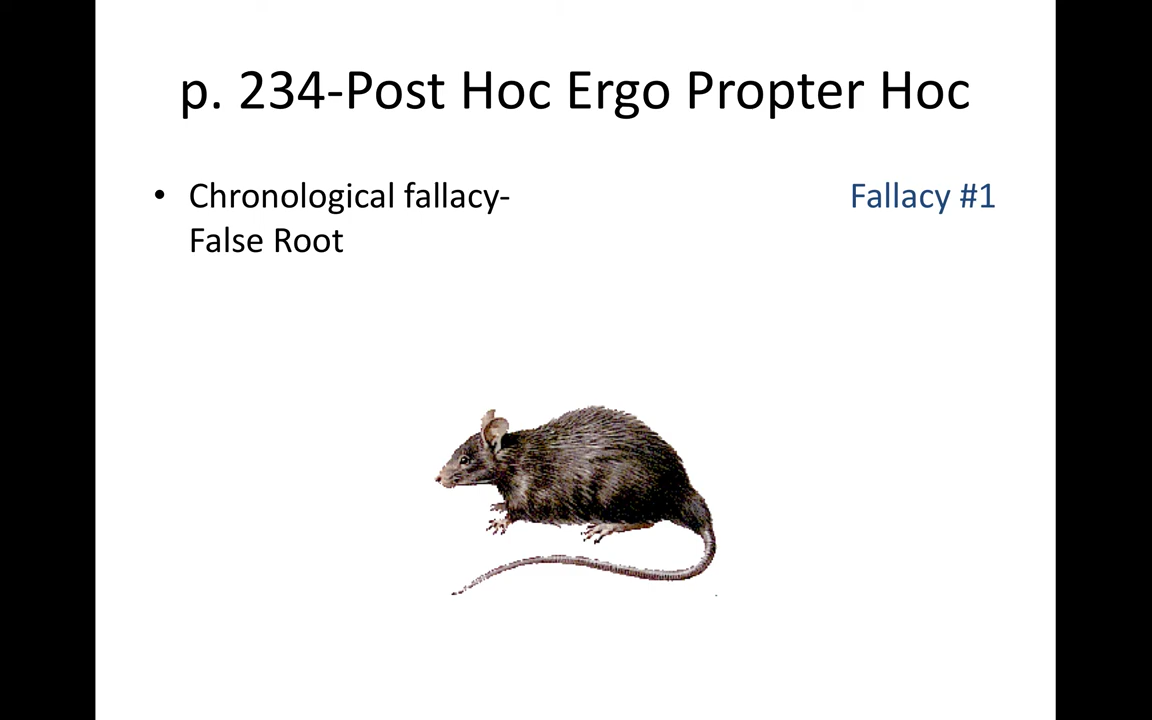 p. 234-Post Hoc Ergo Propter Hoc
• Chronological fallacy-
False Root
Fallacy #1